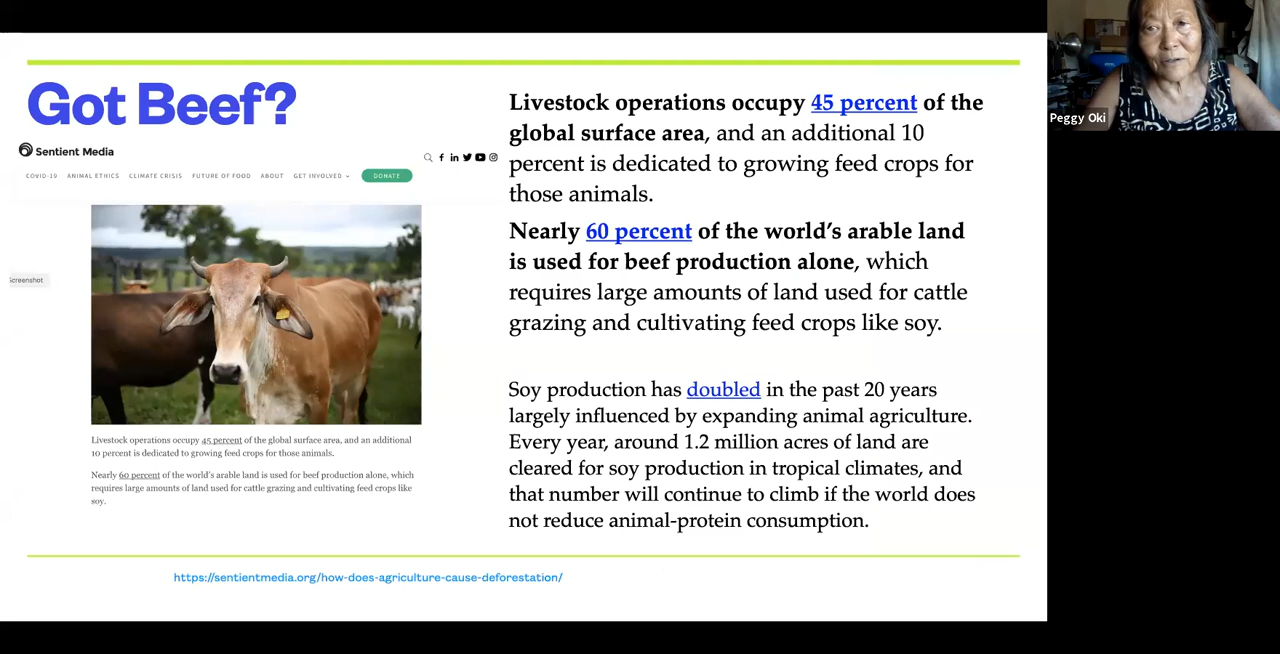 Got Beef?
Sentient Media
COVID-19 ANIMAL ETHICS CLIMATE CRISIS FUTURE OF FOOD ABOUT GET INVOLVED DONATE
Screenshot
Livestock operations occupy 45 percent of the global surface area, and an additional
10 percent is dedicated to growing feed crops for those animals.
Nearly 60 percent of the world's arable land is used for beef production alone, which
requires large amounts of land used for cattle grazing and cultivating feed crops like
soy.
Livestock operations occupy 45 percent of the
global surface area, and an additional 10
percent is dedicated to growing feed crops for
those animals.
Nearly 60 percent of the world’s arable land
is used for beef production alone, which
requires large amounts of land used for cattle
grazing and cultivating feed crops like soy.
Soy production has doubled in the past 20 years
largely influenced by expanding animal agriculture.
Every year, around 1.2 million acres of land are
cleared for soy production in tropical climates, and
that number will continue to climb if the world does
not reduce animal-protein consumption.
https://sentientmedia.org/how-does-agriculture-cause-deforestation/
Peggy Oki